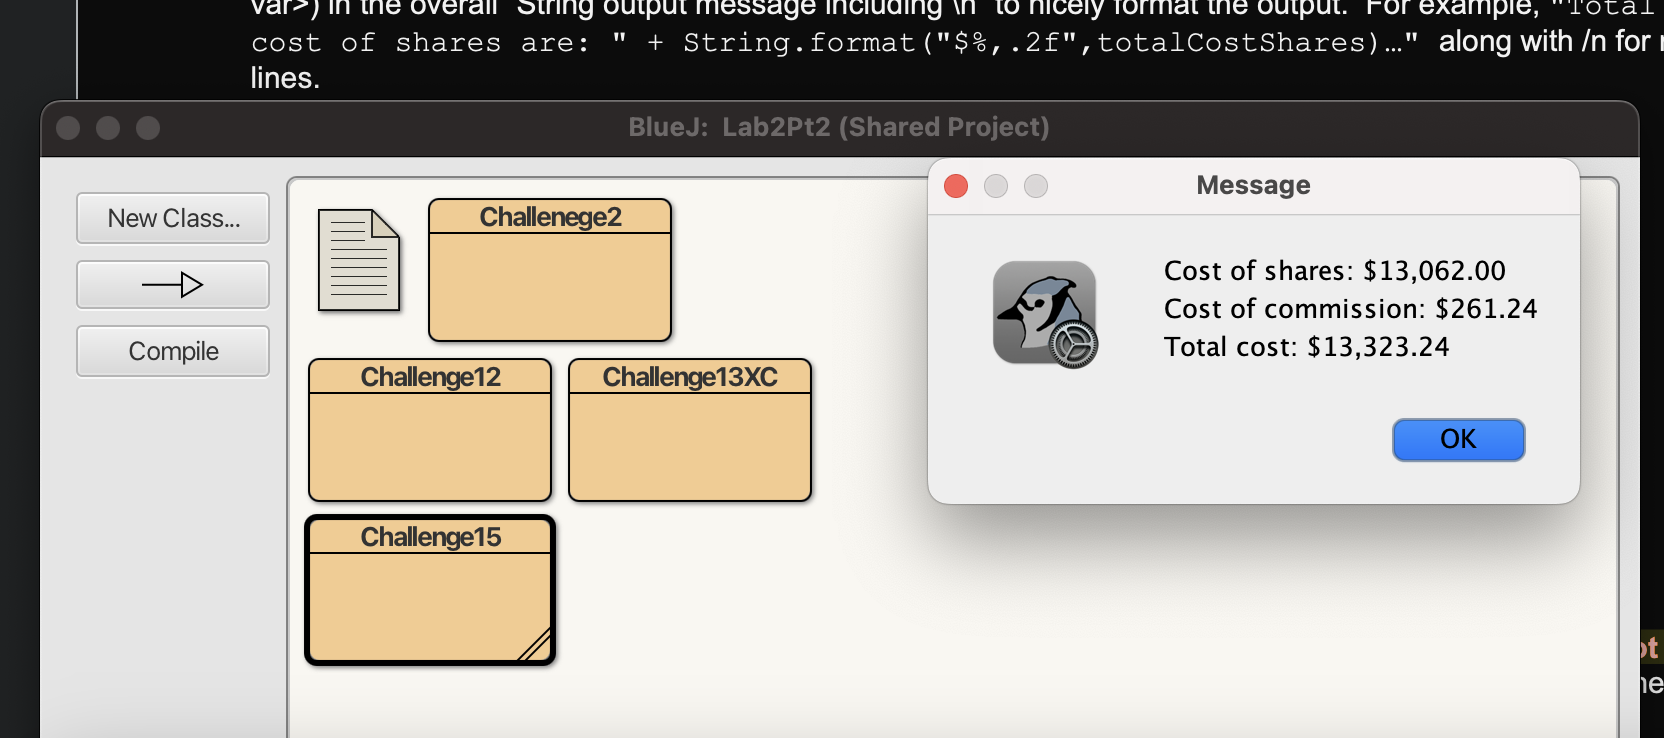 var>) in the overall "String output message including \n" to nicely format the output. For example, "Total
cost of shares are: " + String.format("$%,.2f",totalCostShares)…" along with /n for
lines.
BlueJ: Lab2Pt2 (Shared Project)
New Class...
Compile
Challenege2
Challenge12
Challenge13XC
Challenge15
Message
Cost of shares: $13,062.00
Cost of commission: $261.24
Total cost: $13,323.24
OK